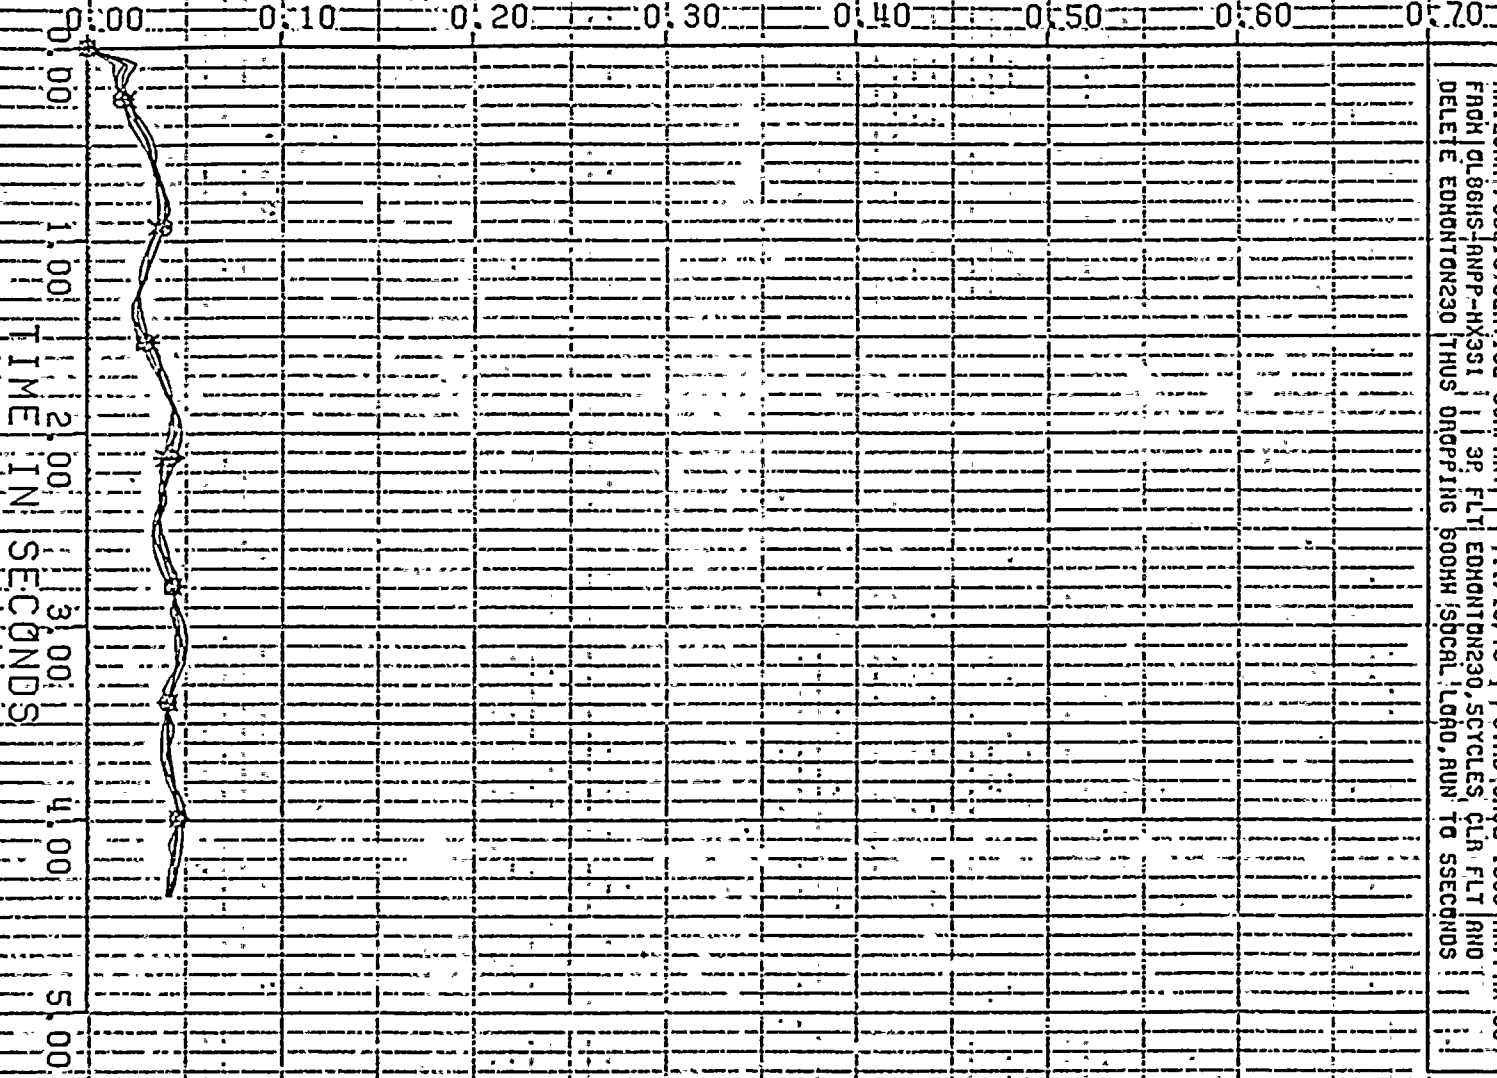 0.00 0.10 0.20 0.30 0.40 0.50 0.60 0.70
FROM QL86HS-ANPP-HX3S1 | | 3P FLT EDMONTON230,5CYCLES, CLR FLT AND
DELETE EDMONTON230 THUS DROPPING 600MW SOCAL LOAD,RUN TO 5SECONDS
0.00 1.00 2.00 3.00 4.00 5.00
TIME IN SECONDS